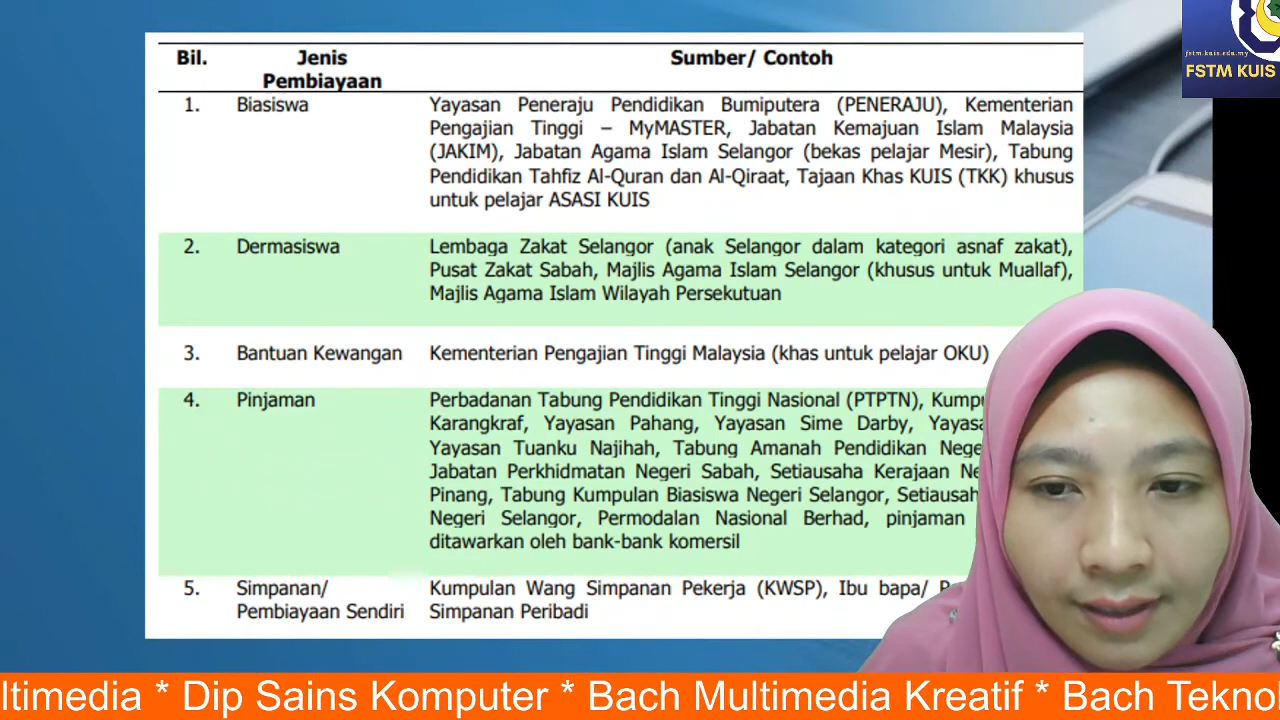 fstm.kuis.edu.my
FSTM KUIS
Bil. Jenis Pembiayaan Sumber/ Contoh
1. Biasiswa Yayasan Peneraju Pendidikan Bumiputera (PENERAJU), Kementerian
Pengajian Tinggi – MyMASTER, Jabatan Kemajuan Islam Malaysia
(JAKIM), Jabatan Agama Islam Selangor (bekas pelajar Mesir), Tabung
Pendidikan Tahfiz Al-Quran dan Al-Qiraat, Tajaan Khas KUIS (TKK) khusus
untuk pelajar ASASI KUIS
2. Dermasiswa Lembaga Zakat Selangor (anak Selangor dalam kategori asnaf zakat),
Pusat Zakat Sabah, Majlis Agama Islam Selangor (khusus untuk Muallaf),
Majlis Agama Islam Wilayah Persekutuan
3. Bantuan Kewangan Kementerian Pengajian Tinggi Malaysia (khas untuk pelajar OKU)
4. Pinjaman Perbadanan Tabung Pendidikan Tinggi Nasional (PTPTN),
Karangkraf, Yayasan Pahang, Yayasan Sime Darby,
Yayasan Tuanku Najihah, Tabung Amanah Pendidikan
Jabatan Perkhidmatan Negeri Sabah, Setiausaha Kerajaan
Pinang, Tabung Kumpulan Biasiswa Negeri Selangor,
Negeri Selangor, Permodalan Nasional Berhad, pinjaman
ditawarkan oleh bank-bank komersil
5. Simpanan/ Kumpulan Wang Simpanan Pekerja (KWSP), Ibu bapa/
Pembiayaan Sendiri Simpanan Peribadi
ltimedia * Dip Sains Komputer * Bach Multimedia Kreatif * Bach Teknol